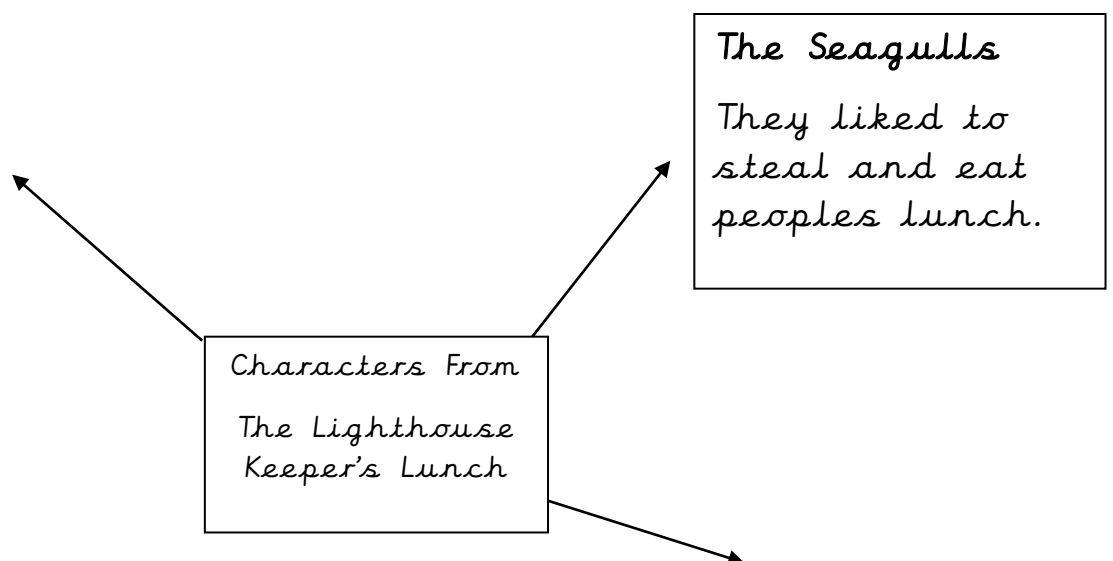 The Seagulls
They liked to
steal and eat
peoples lunch.
Characters From
The Lighthouse
Keeper's Lunch